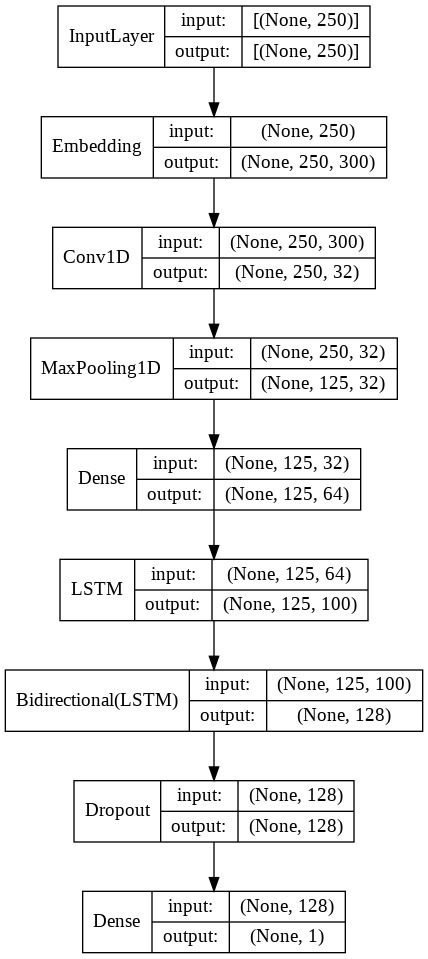 InputLayer
input: [(None, 250)]
output: [(None, 250)]
Embedding
input: (None, 250)
output: (None, 250, 300)
Conv1D
input: (None, 250, 300)
output: (None, 250, 32)
MaxPooling1D
input: (None, 250, 32)
output: (None, 125, 32)
Dense
input: (None, 125, 32)
output: (None, 125, 64)
LSTM
input: (None, 125, 64)
output: (None, 125, 100)
Bidirectional(LSTM)
input: (None, 125, 100)
output: (None, 128)
Dropout
input: (None, 128)
output: (None, 128)
Dense
input: (None, 128)
output: (None, 1)